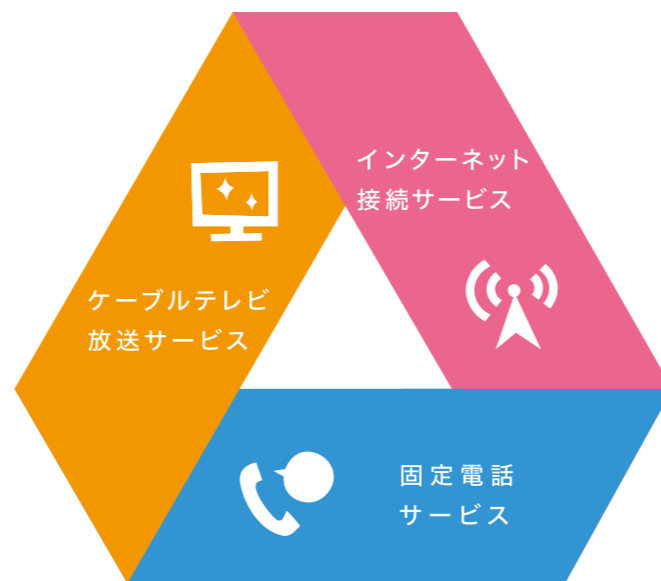 インターネット
接続サービス
ケーブルテレビ
放送サービス
固定電話
サービス